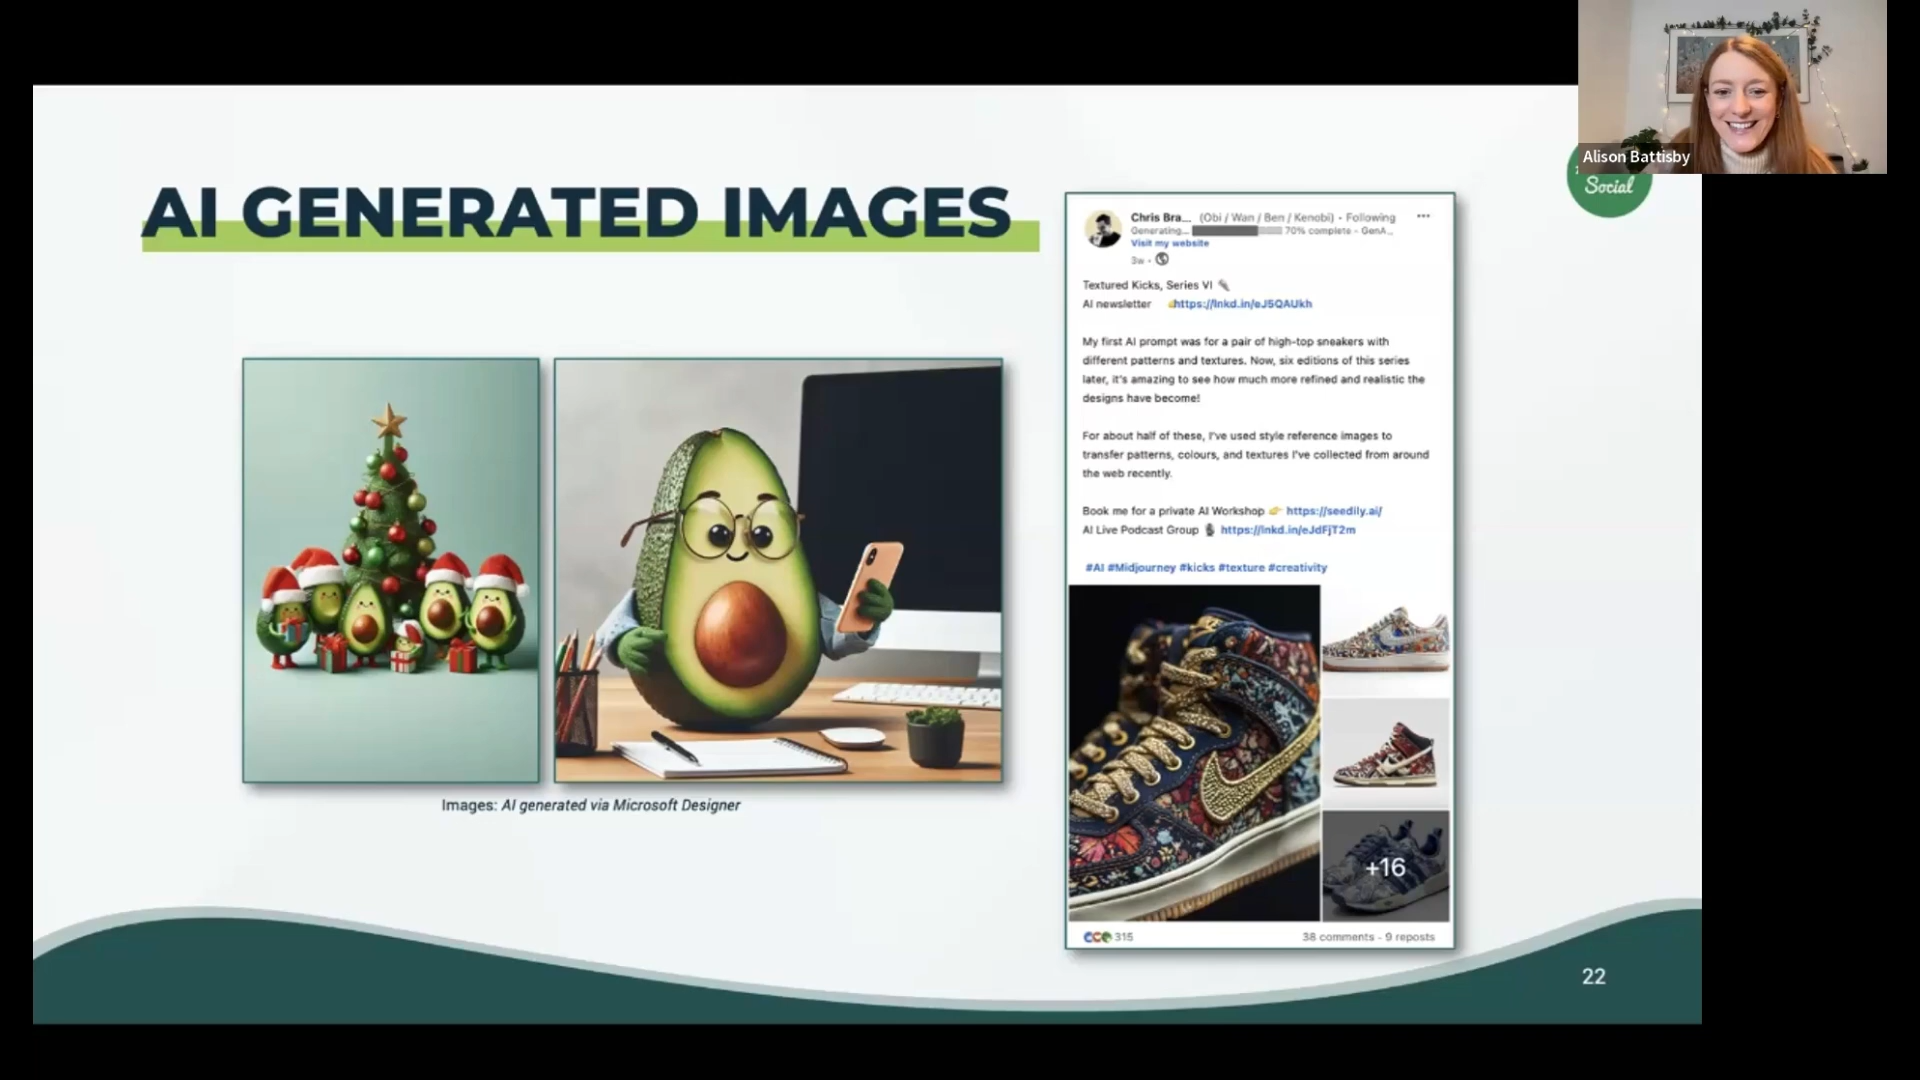 Alison Battisby
Social
AI GENERATED IMAGES
Images: AI generated via Microsoft Designer
Chris Bra... (Obi / Wan / Ben / Kenobi) • Following
Generating... 70% complete - GenA...
Visit my website
3w •
Textured Kicks, Series VI
AI newsletter https://lnkd.in/eJ5QAUkh
My first AI prompt was for a pair of high-top sneakers with
different patterns and textures. Now, six editions of this series
later, it's amazing to see how much more refined and realistic the
designs have become!
For about half of these, I've used style reference images to
transfer patterns, colours, and textures I've collected from around
the web recently.
Book me for a private AI Workshop 👉 https://seedily.ai/
AI Live Podcast Group https://lnkd.in/eJdFjT2m
#AI #Midjourney #kicks #texture #creativity
+16
315
38 comments - 9 reposts
22